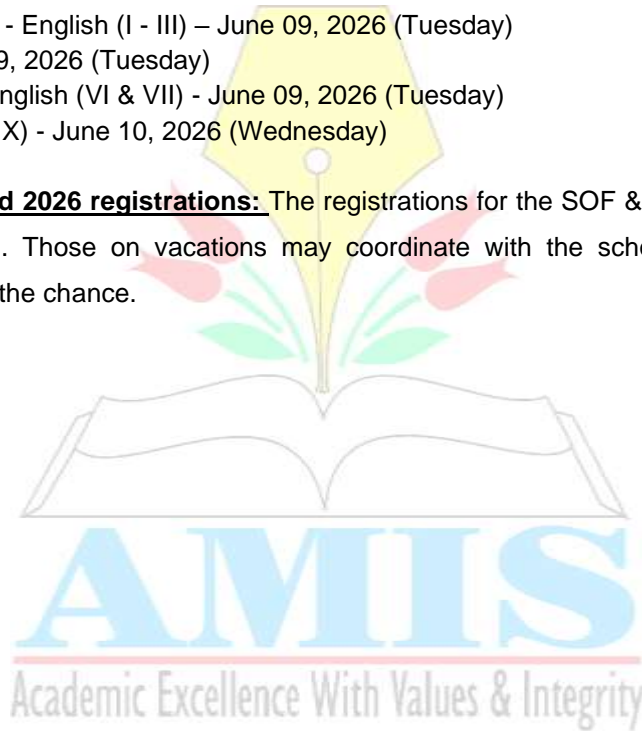 - English (I - III) – June 09, 2026 (Tuesday)
9, 2026 (Tuesday)
nglish (VI & VII) - June 09, 2026 (Tuesday)
X) - June 10, 2026 (Wednesday)
d 2026 registrations: The registrations for the SOF &
. Those on vacations may coordinate with the sch
the chance.
AMIS
Academic Excellence With Values & Integrity